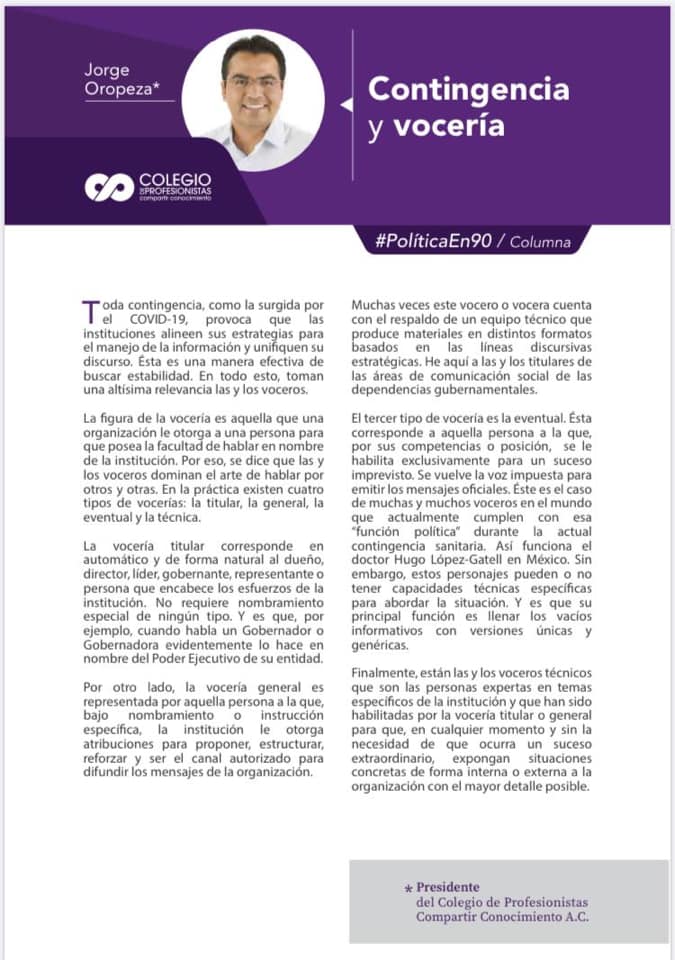 Jorge
Oropeza*
Contingencia
y vocería
COLEGIO
DE PROFESIONISTAS
compartir conocimiento
#PolíticaEn90 / Columna
Toda contingencia, como la surgida por
el COVID-19, provoca que las
instituciones alineen sus estrategias para
el manejo de la información y unifiquen su
discurso. Ésta es una manera efectiva de
buscar estabilidad. En todo esto, toman
una altísima relevancia las y los voceros.
La figura de la vocería es aquella que una
organización le otorga a una persona para
que posea la facultad de hablar en nombre
de la institución. Por eso, se dice que las y
los voceros dominan el arte de hablar por
otros y otras. En la práctica existen cuatro
tipos de vocerías: la titular, la general, la
eventual y la técnica.
La vocería titular corresponde en
automático y de forma natural al dueño,
director, líder, gobernante, representante o
persona que encabece los esfuerzos de la
institución. No requiere nombramiento
especial de ningún tipo. Y es que, por
ejemplo, cuando habla un Gobernador o
Gobernadora evidentemente lo hace en
nombre del Poder Ejecutivo de su entidad.
Por otro lado, la vocería general es
representada por aquella persona a la que,
bajo nombramiento o instrucción
específica, la institución le otorga
atribuciones para proponer, estructurar,
reforzar y ser el canal autorizado para
difundir los mensajes de la organización.
Muchas veces este vocero o vocera cuenta
con el respaldo de un equipo técnico que
produce materiales en distintos formatos
basados en las líneas discursivas
estratégicas. He aquí a las y los titulares de
las áreas de comunicación social de las
dependencias gubernamentales.
El tercer tipo de vocería es la eventual. Ésta
corresponde a aquella persona a la que,
por sus competencias o posición, se le
habilita exclusivamente para un suceso
imprevisto. Se vuelve la voz impuesta para
emitir los mensajes oficiales. Éste es el caso
de muchas y muchos voceros en el mundo
que actualmente cumplen con esa
“función política” durante la actual
contingencia sanitaria. Así funciona el
doctor Hugo López-Gatell en México. Sin
embargo, estos personajes pueden o no
tener capacidades técnicas específicas
para abordar la situación. Y es que su
principal función es llenar los vacíos
informativos con versiones únicas y
genéricas.
Finalmente, están las y los voceros técnicos
que son las personas expertas en temas
específicos de la institución y que han sido
habilitadas por la vocería titular o general
para que, en cualquier momento y sin la
necesidad de que ocurra un suceso
extraordinario, expongan situaciones
concretas de forma interna o externa a la
organización con el mayor detalle posible.
* Presidente
del Colegio de Profesionistas
Compartir Conocimiento A.C.